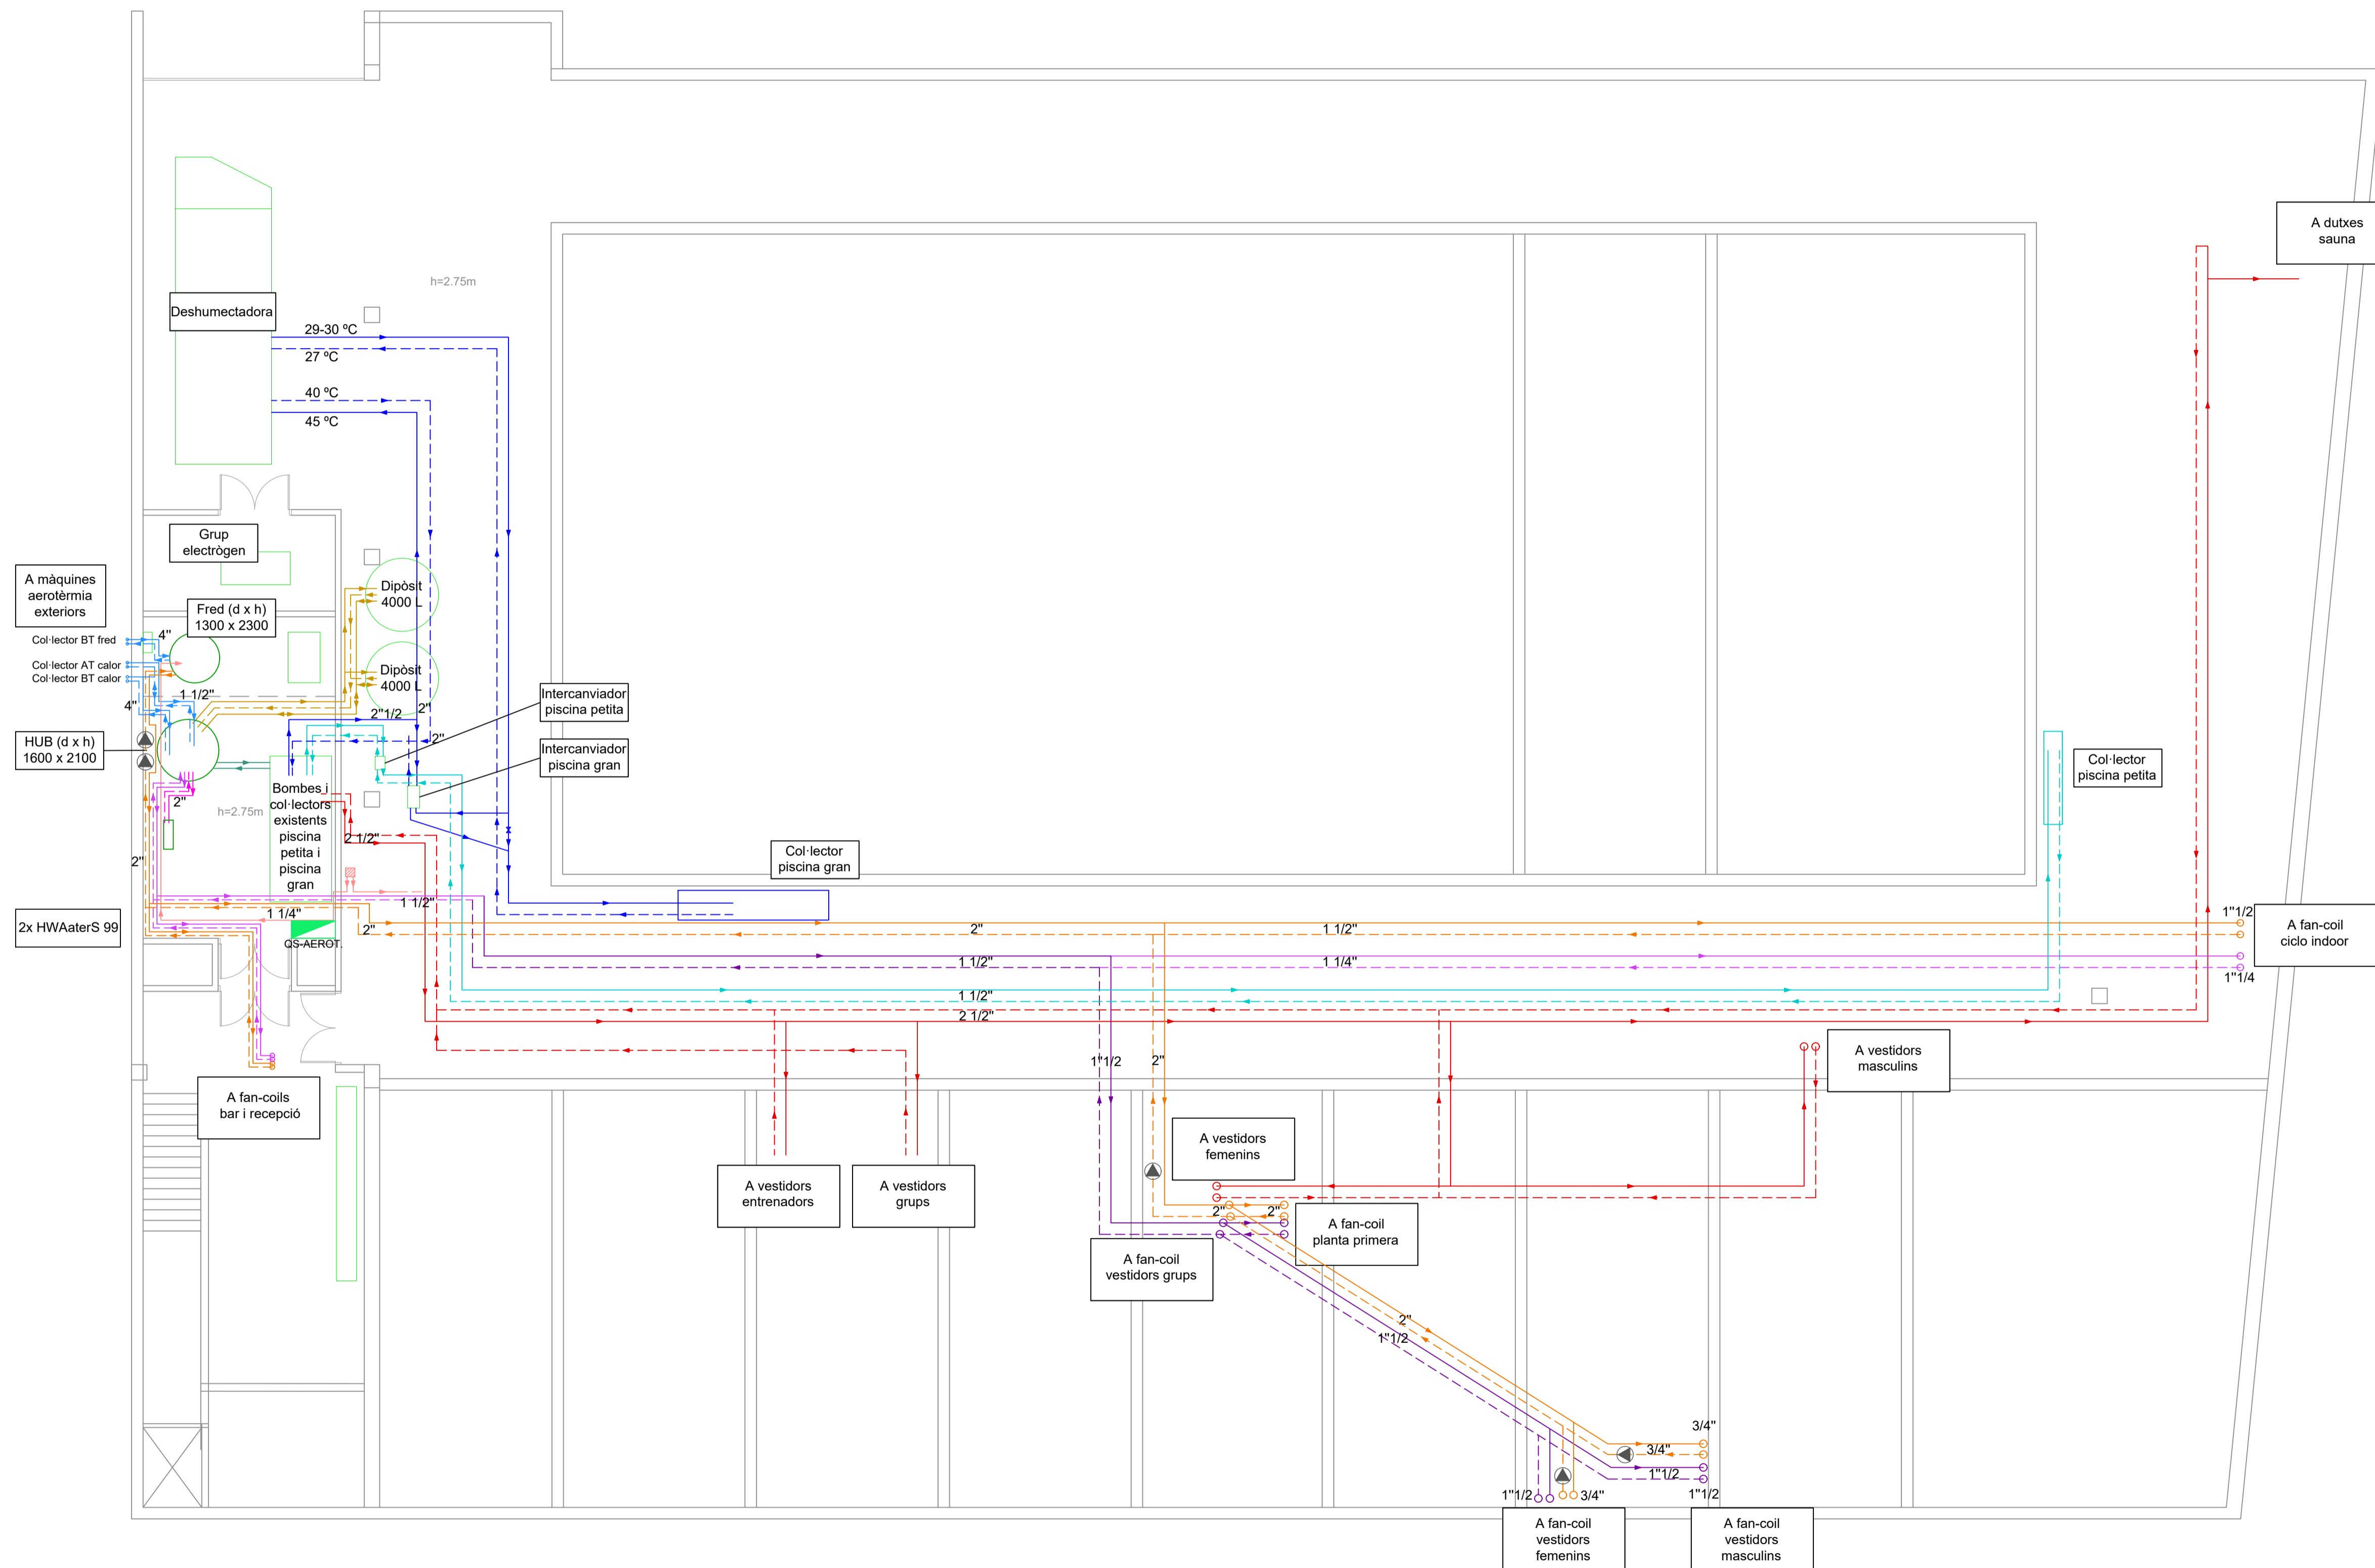 A dutxes
sauna
h=2.75m
Deshumectadora
29-30 ºC
27 ºC
40 ºC
45 ºC
Grup
electrògen
A màquines
aerotèrmia
exteriors
Dipòsit
4000 L
Fred (d x h)
1300 x 2300
Col·lector BT fred
4"
Col·lector AT calor
Col·lector BT calor
Dipòsit
4000 L
1 1/2"
4"
2"1/2
2"
Intercanviador
piscina petita
2"
HUB (d x h)
1600 x 2100
Intercanviador
piscina gran
Col·lector
piscina petita
Bombes i
col·lectors
existents
piscina
petita i
piscina
gran
2"
h=2.75m
2 1/2"
2"
Col·lector
piscina gran
1 1/2"
1 1/4"
2x HWAaterS 99
QS-AEROT.
2"
2"
1 1/2"
1"1/2
A fan-coil
ciclo indoor
1 1/2"
1 1/4"
1"1/4
1 1/2"
2 1/2"
1"1/2
2"
A vestidors
masculins
A fan-coils
bar i recepció
A vestidors
femenins
A vestidors
entrenadors
A vestidors
grups
2"
2"
A fan-coil
planta primera
A fan-coil
vestidors grups
2"
1"1/2
3/4"
3/4"
1"1/2
1"1/2
3/4"
1"1/2
A fan-coil
vestidors
femenins
A fan-coil
vestidors
masculins